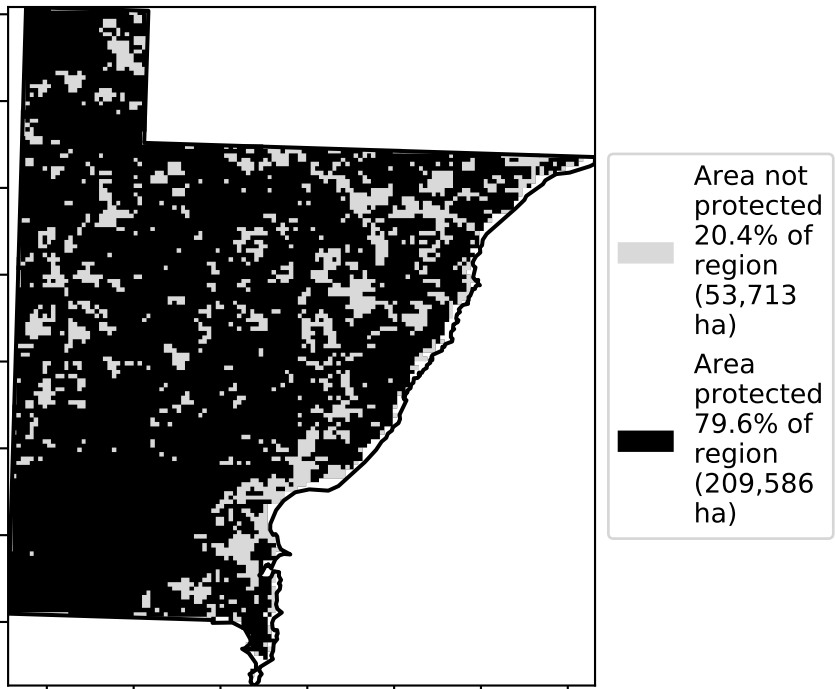 Area not
protected
20.4% of
region
(53,713
ha)
Area
protected
79.6% of
region
(209,586
ha)